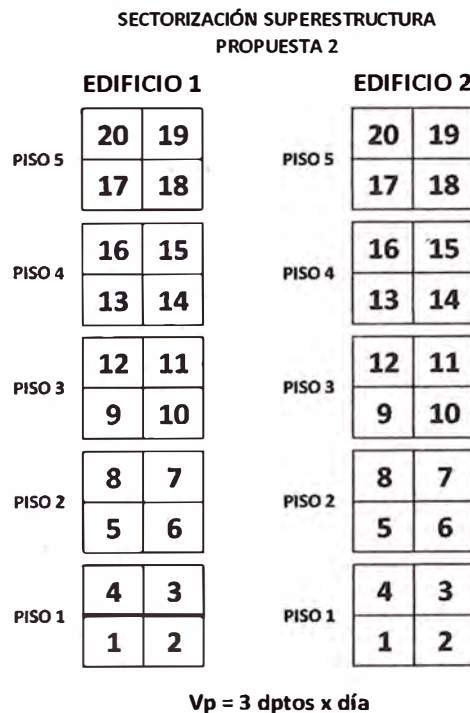 SECTORIZACIÓN SUPERESTRUCTURA
PROPUESTA 2
EDIFICIO 1 EDIFICIO 2
20 19 20 19
PISO 5 PISO 5
17 18 17 18
16 15 16 15
PISO 4 PISO 4
13 14 13 14
12 11 12 11
PISO 3 PISO 3
9 10 9 10
8 7 8 7
PISO 2 PISO 2
5 6 5 6
4 3 4 3
PISO 1 PISO 1
1 2 1 2
Vp = 3 dptos x día